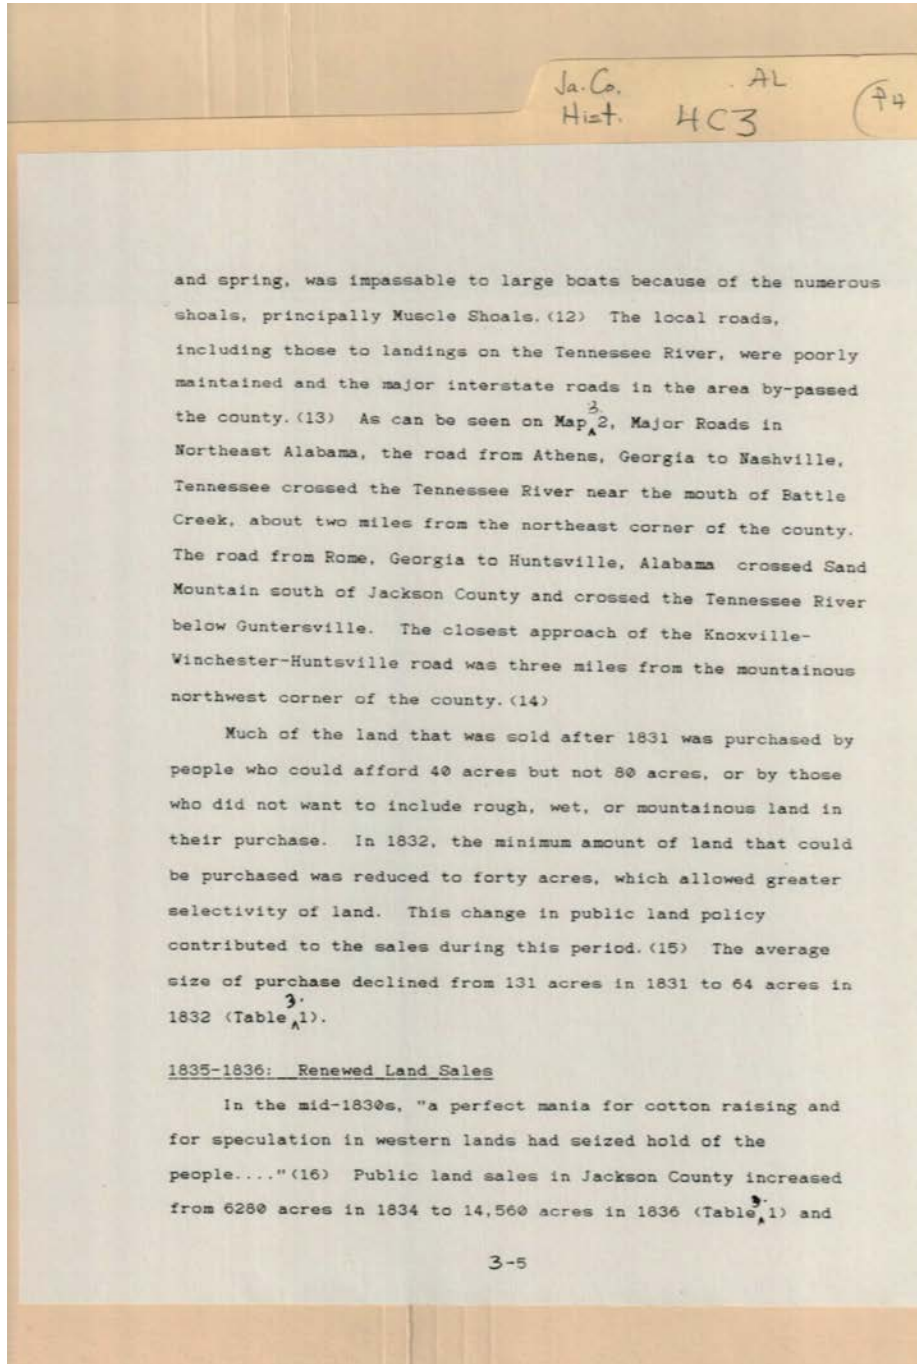 Ja. Co. AL
Hist. 4C3 P4
and spring, was impassable to large boats because of the numerous
shoals, principally Muscle Shoals.(12)  The local roads,
including those to landings on the Tennessee River, were poorly
maintained and the major interstate roads in the area by-passed
the county.(13)  As can be seen on Map 3.2, Major Roads in
Northeast Alabama, the road from Athens, Georgia to Nashville,
Tennessee crossed the Tennessee River near the mouth of Battle
Creek, about two miles from the northeast corner of the county.
The road from Rome, Georgia to Huntsville, Alabama  crossed Sand
Mountain south of Jackson County and crossed the Tennessee River
below Guntersville.  The closest approach of the Knoxville-
Winchester-Huntsville road was three miles from the mountainous
northwest corner of the county.(14)
Much of the land that was sold after 1831 was purchased by
people who could afford 40 acres but not 80 acres, or by those
who did not want to include rough, wet, or mountainous land in
their purchase.  In 1832, the minimum amount of land that could
be purchased was reduced to forty acres, which allowed greater
selectivity of land.  This change in public land policy
contributed to the sales during this period.(15)  The average
size of purchase declined from 131 acres in 1831 to 64 acres in
1832 (Table 3.1).
1835-1836:  Renewed Land Sales
In the mid-1830s, "a perfect mania for cotton raising and
for speculation in western lands had seized hold of the
people...."(16)  Public land sales in Jackson County increased
from 6280 acres in 1834 to 14,560 acres in 1836 (Table 3.1) and
3-5